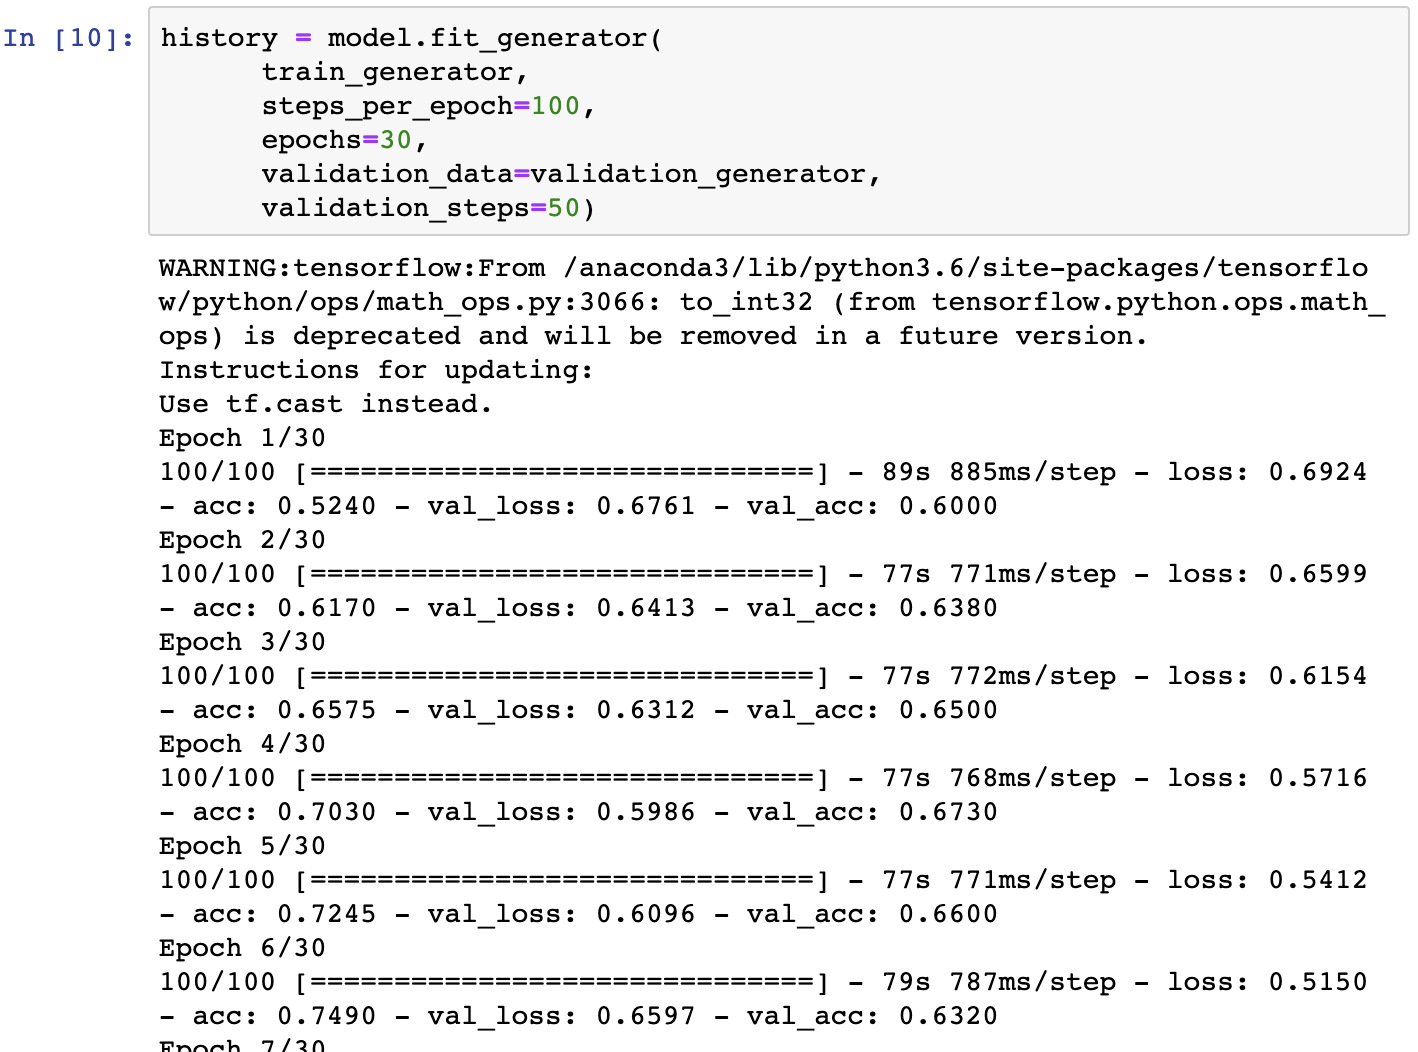 In [10]: history = model.fit_generator(
train_generator,
steps_per_epoch=100,
epochs=30,
validation_data=validation_generator,
validation_steps=50)
WARNING:tensorflow:From /anaconda3/lib/python3.6/site-packages/tensorflo
w/python/ops/math_ops.py:3066: to_int32 (from tensorflow.python.ops.math_
ops) is deprecated and will be removed in a future version.
Instructions for updating:
Use tf.cast instead.
Epoch 1/30
100/100 [==============================] - 89s 885ms/step - loss: 0.6924
- acc: 0.5240 - val_loss: 0.6761 - val_acc: 0.6000
Epoch 2/30
100/100 [==============================] - 77s 771ms/step - loss: 0.6599
- acc: 0.6170 - val_loss: 0.6413 - val_acc: 0.6380
Epoch 3/30
100/100 [==============================] - 77s 772ms/step - loss: 0.6154
- acc: 0.6575 - val_loss: 0.6312 - val_acc: 0.6500
Epoch 4/30
100/100 [==============================] - 77s 768ms/step - loss: 0.5716
- acc: 0.7030 - val_loss: 0.5986 - val_acc: 0.6730
Epoch 5/30
100/100 [==============================] - 77s 771ms/step - loss: 0.5412
- acc: 0.7245 - val_loss: 0.6096 - val_acc: 0.6600
Epoch 6/30
100/100 [==============================] - 79s 787ms/step - loss: 0.5150
- acc: 0.7490 - val_loss: 0.6597 - val_acc: 0.6320
Epoch 7/30